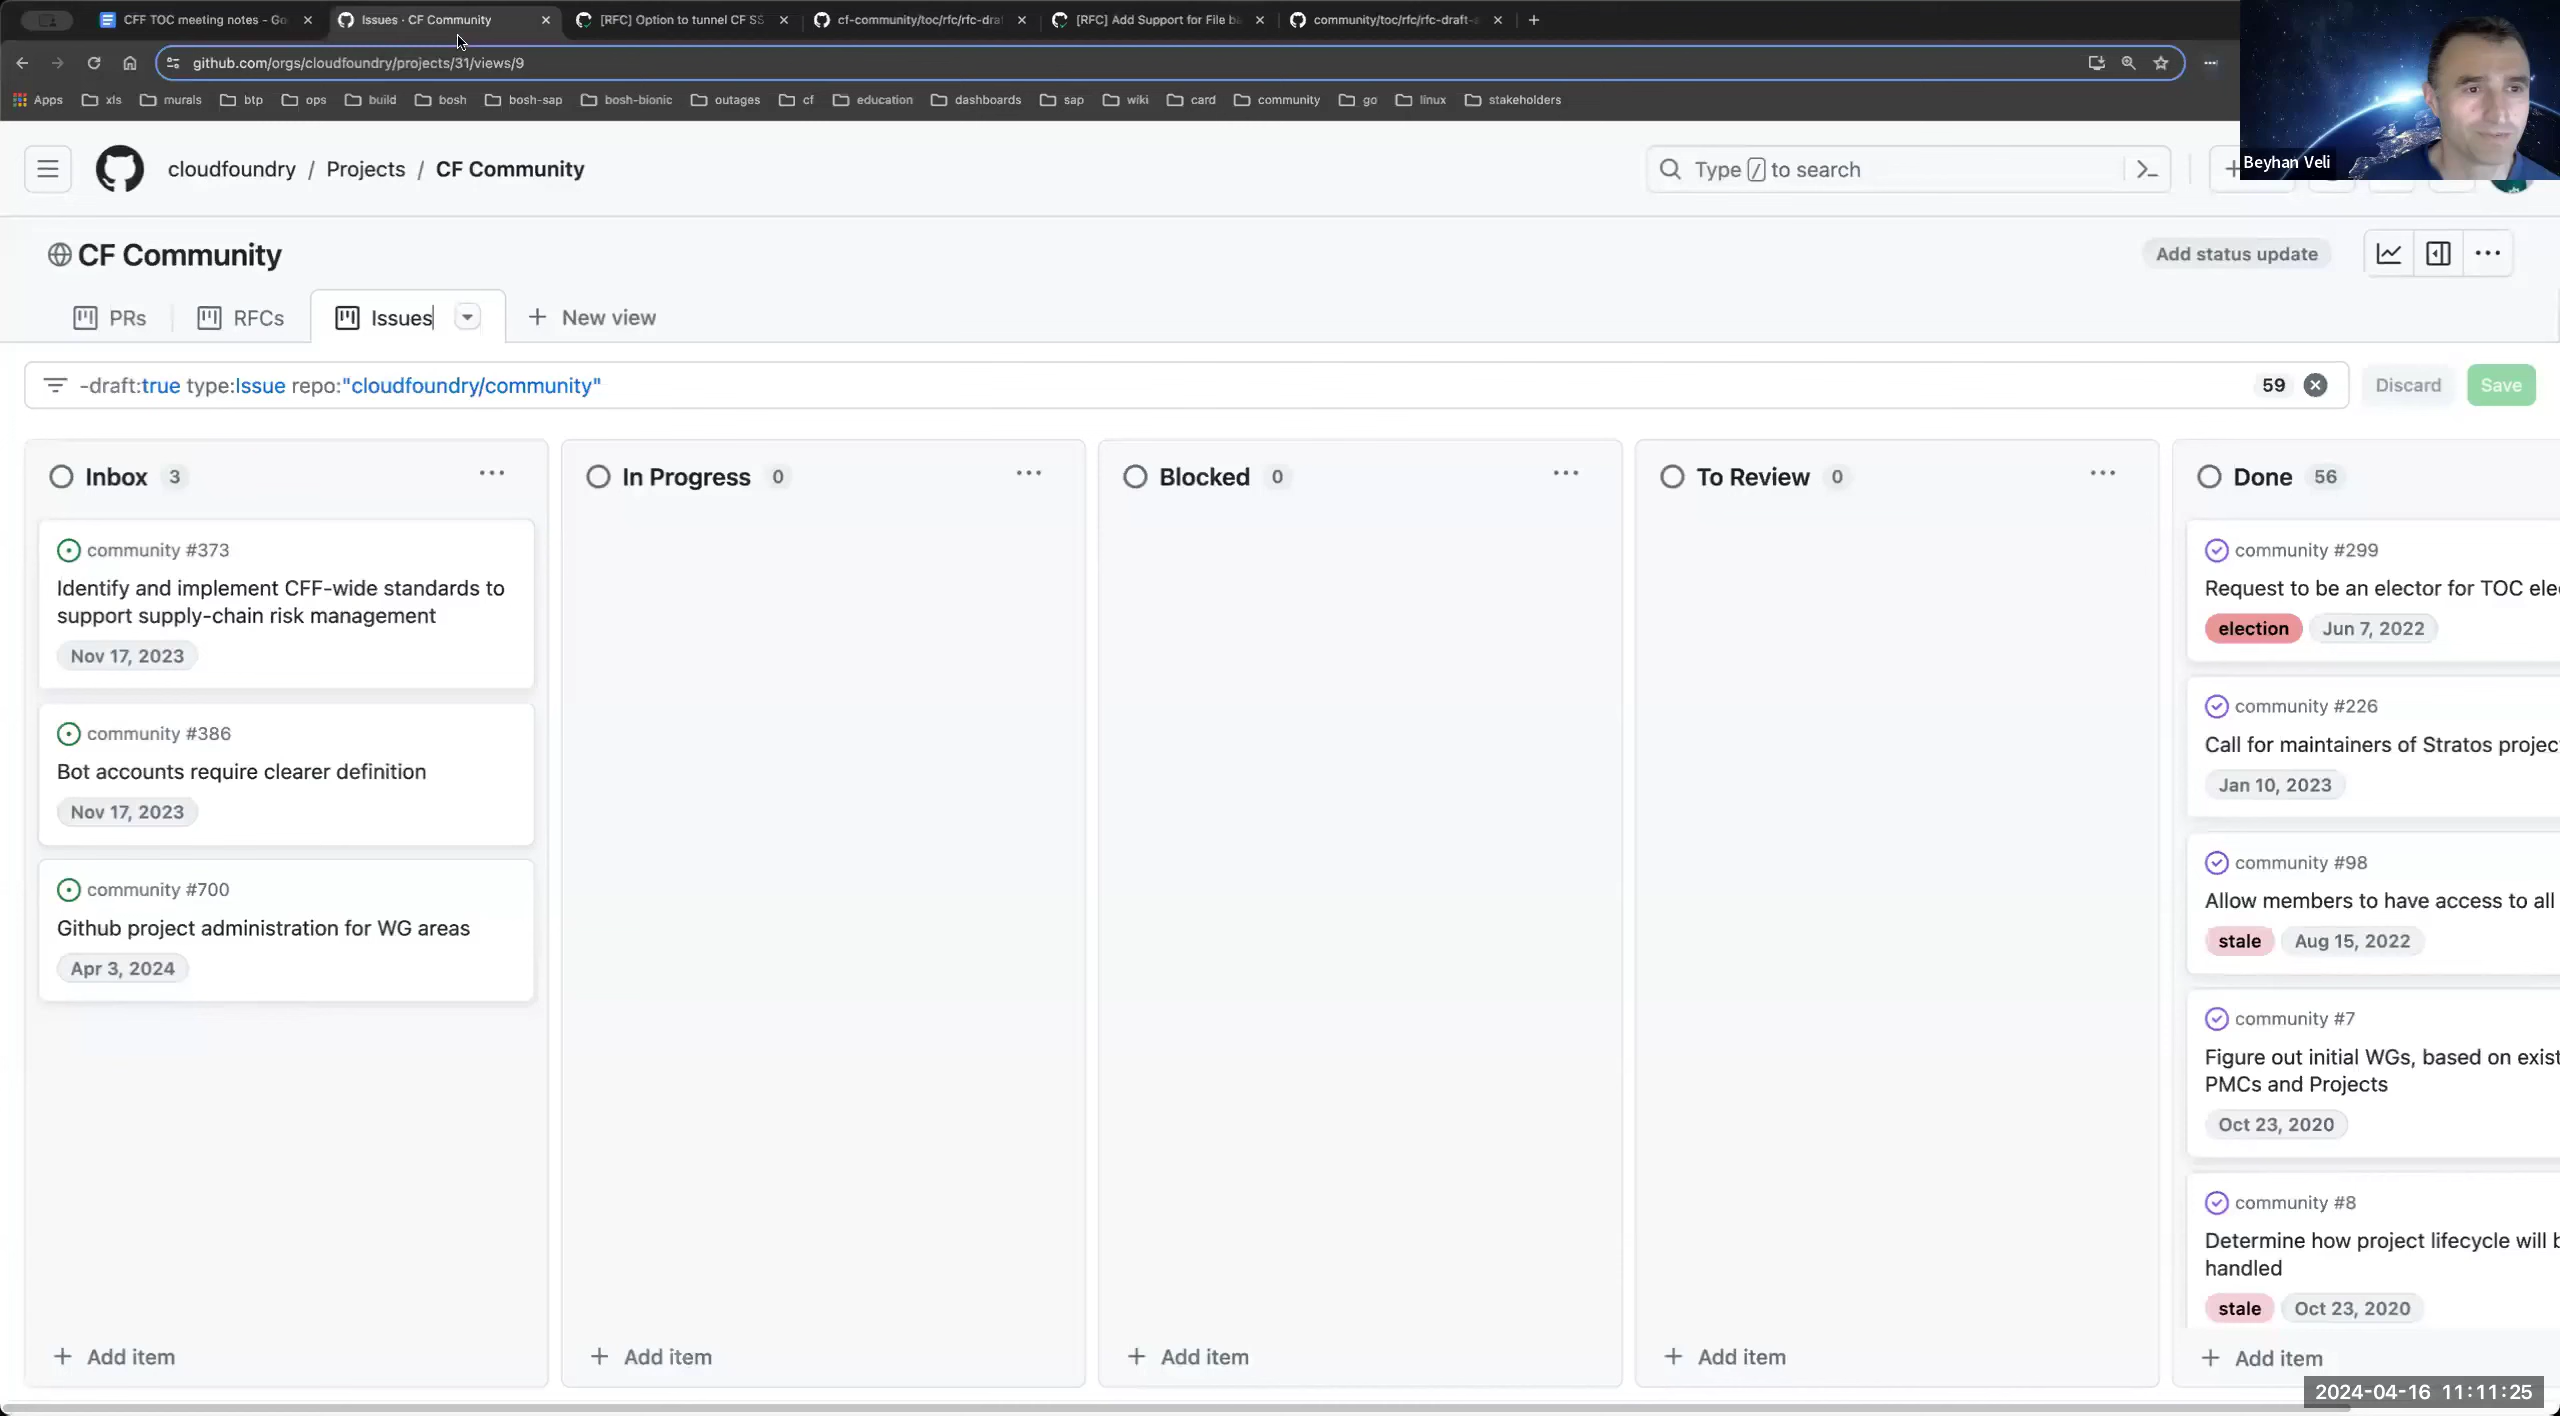 CFF TOC meeting notes - Go
Issues · CF Community
[RFC] Option to tunnel CF SS
cf-community/toc/rfc/rfc-dra
[RFC] Add Support for File ba
community/toc/rfc/rfc-draft-
github.com/orgs/cloudfoundry/projects/31/views/9
Apps xls murals btp ops build bosh bosh-sap bosh-bionic outages cf education dashboards sap wiki card community go linux stakeholders
Beyhan Veli
cloudfoundry / Projects / CF Community
Type / to search
CF Community
Add status update
PRs
RFCs
Issues
New view
-draft:true type:Issue repo:"cloudfoundry/community"
59
Discard
Save
Inbox 3
community #373
Identify and implement CFF-wide standards to
support supply-chain risk management
Nov 17, 2023
community #386
Bot accounts require clearer definition
Nov 17, 2023
community #700
Github project administration for WG areas
Apr 3, 2024
Add item
In Progress 0
Add item
Blocked 0
Add item
To Review 0
Add item
Done 56
community #299
Request to be an elector for TOC ele
election Jun 7, 2022
community #226
Call for maintainers of Stratos projec
Jan 10, 2023
community #98
Allow members to have access to all
stale Aug 15, 2022
community #7
Figure out initial WGs, based on exist
PMCs and Projects
Oct 23, 2020
community #8
Determine how project lifecycle will b
handled
stale Oct 23, 2020
Add item
2024-04-16 11:11:25